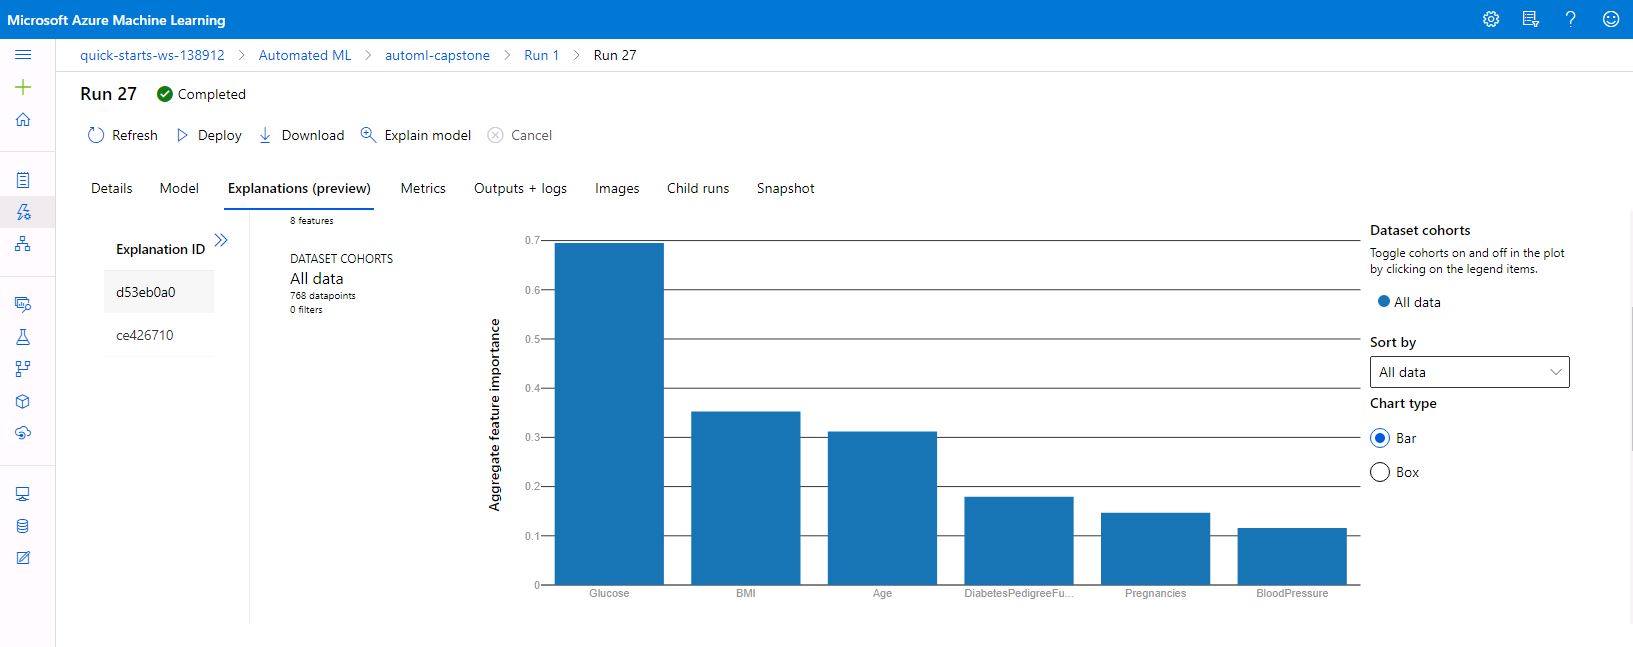 Microsoft Azure Machine Learning
quick-starts-ws-138912 > Automated ML > automl-capstone > Run 1 > Run 27
Run 27 Completed
Refresh Deploy Download Explain model Cancel
Details Model Explanations (preview) Metrics Outputs + logs Images Child runs Snapshot
Explanation ID
d53eb0a0
ce426710
8 features
DATASET COHORTS
All data
768 datapoints
0 filters
Aggregate feature importance
0.7
0.6
0.5
0.4
0.3
0.2
0.1
0
Glucose BMI Age DiabetesPedigreeFu... Pregnancies BloodPressure
Dataset cohorts
Toggle cohorts on and off in the plot
by clicking on the legend items.
All data
Sort by
All data
Chart type
Bar
Box